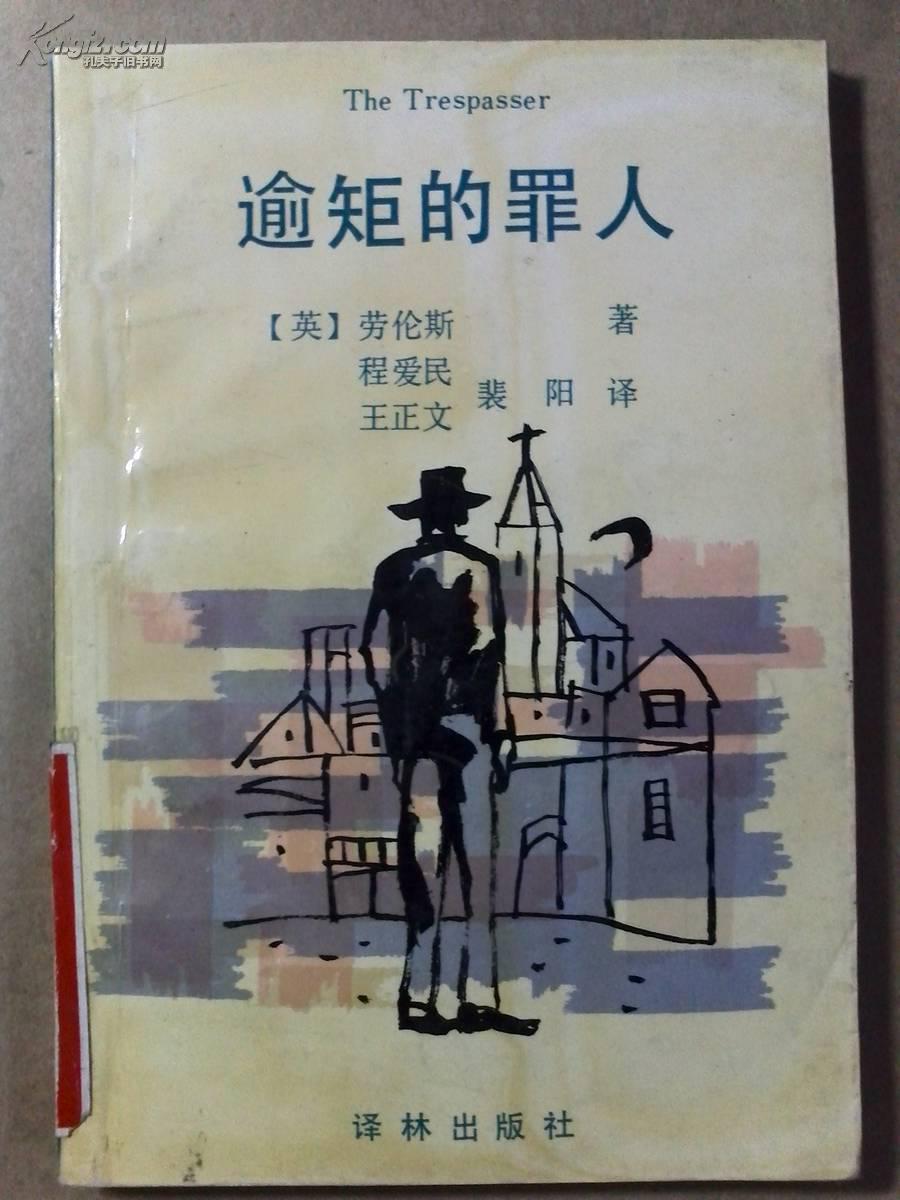 Kongfz.com
孔夫子旧书网
The Trespasser
逾矩的罪人
【英】劳伦斯 著
程爱民
王正文 裴阳译
译林出版社